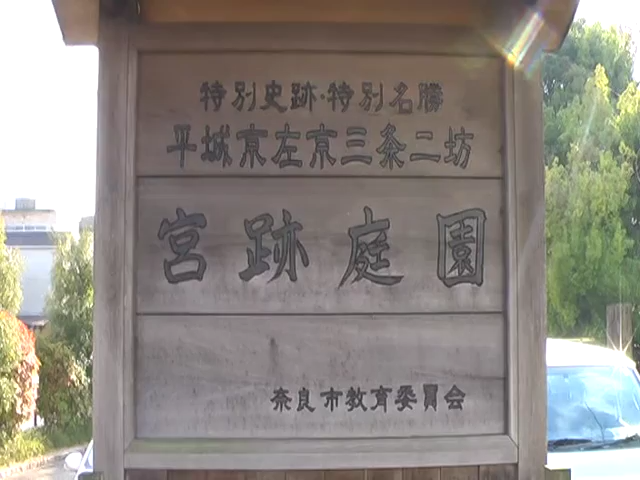 特別史跡・特別名勝
平城京左京三条二坊
宮跡庭園
奈良市教育委員会